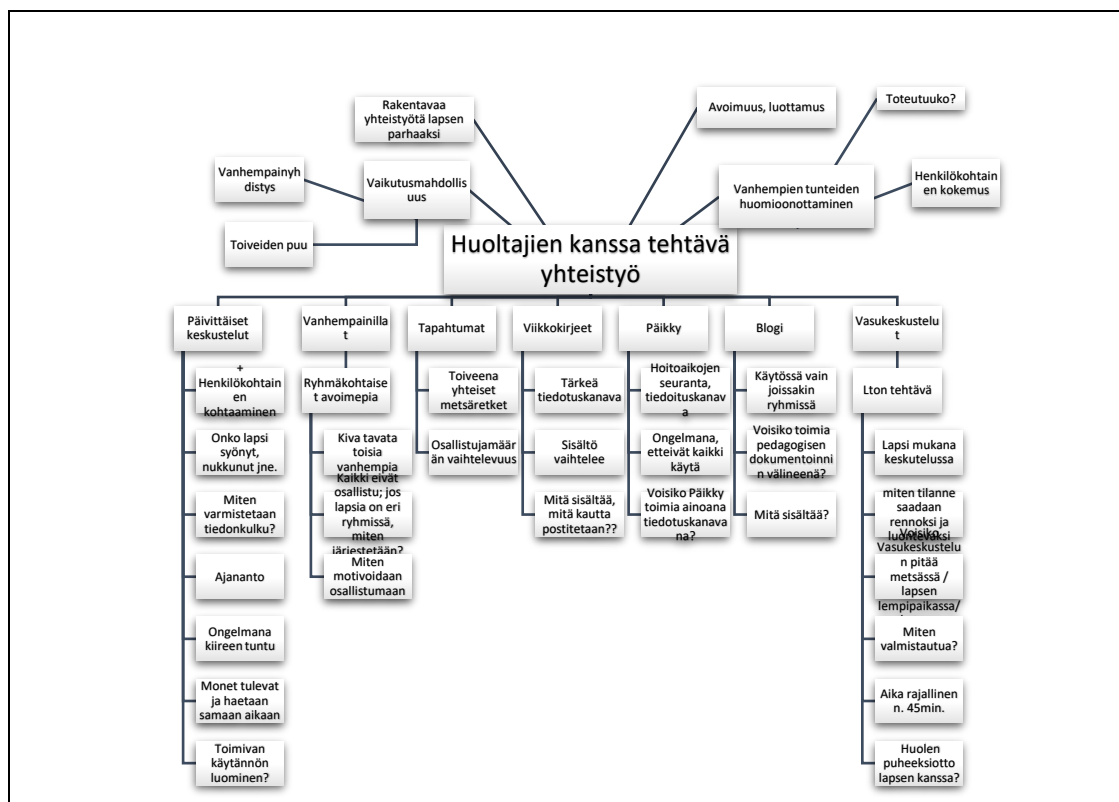 Rakentavaa
yhteistyötä lapsen
parhaaksi
Avoimuus, luottamus
Toteutuuko?
Vanhempainyh
distys
Vaikutusmahdollis
uus
Vanhempien tunteiden
huomioonottaminen
Henkilökohtain
en kokemus
Toiveiden puu
Huoltajien kanssa tehtävä
yhteistyö
Päivittäiset
keskustelut
+
Henkilökohtain
en kohtaaminen
Onko lapsi
syönyt,
nukkunut jne.
Miten
varmistetaan
tiedonkulku?
Ajananto
Ongelmana
kiireen tuntu
Monet tulevat
ja haetaan
samaan aikaan
Toimivan
käytännön
luominen?
Vanhempainilla
t
Ryhmäkohtaise
t avoimepia
Kiva tavata
toisia
vanhempia
Kaikki eivät
osallistu; jos
lapsia on eri
ryhmissä,
miten
järjestetään?
Miten
motivoidaan
osallistumaan
Tapahtumat
Toiveena
yhteiset
metsäretket
Osallistujamäär
än vaihtelevuus
Viikkokirjeet
Tärkeä
tiedotuskanava
Sisältö
vaihtelee
Mitä sisältää,
mitä kautta
postitetaan??
Päikky
Hoitoaikojen
seuranta,
tiedoituskanav
a
Ongelmana,
etteivät kaikki
käytä
Voisiko Päikky
toimia ainoana
tiedotuskanava
na?
Blogi
Käytössä vain
joissakin
ryhmissä
Voisiko toimia
pedagogisen
dokumentoinni
n välineenä?
Mitä sisältää?
Vasukeskustelu
t
Lton tehtävä
Lapsi mukana
keskutelussa
miten tilanne
saadaan
rennoksi ja
luontevaksi
Voisiko
Vasukeskustelu
n pitää
metsässä /
lapsen
lempipaikassa/
Miten
valmistautua?
Aika rajallinen
n. 45min.
Huolen
puheeksiotto
lapsen kanssa?